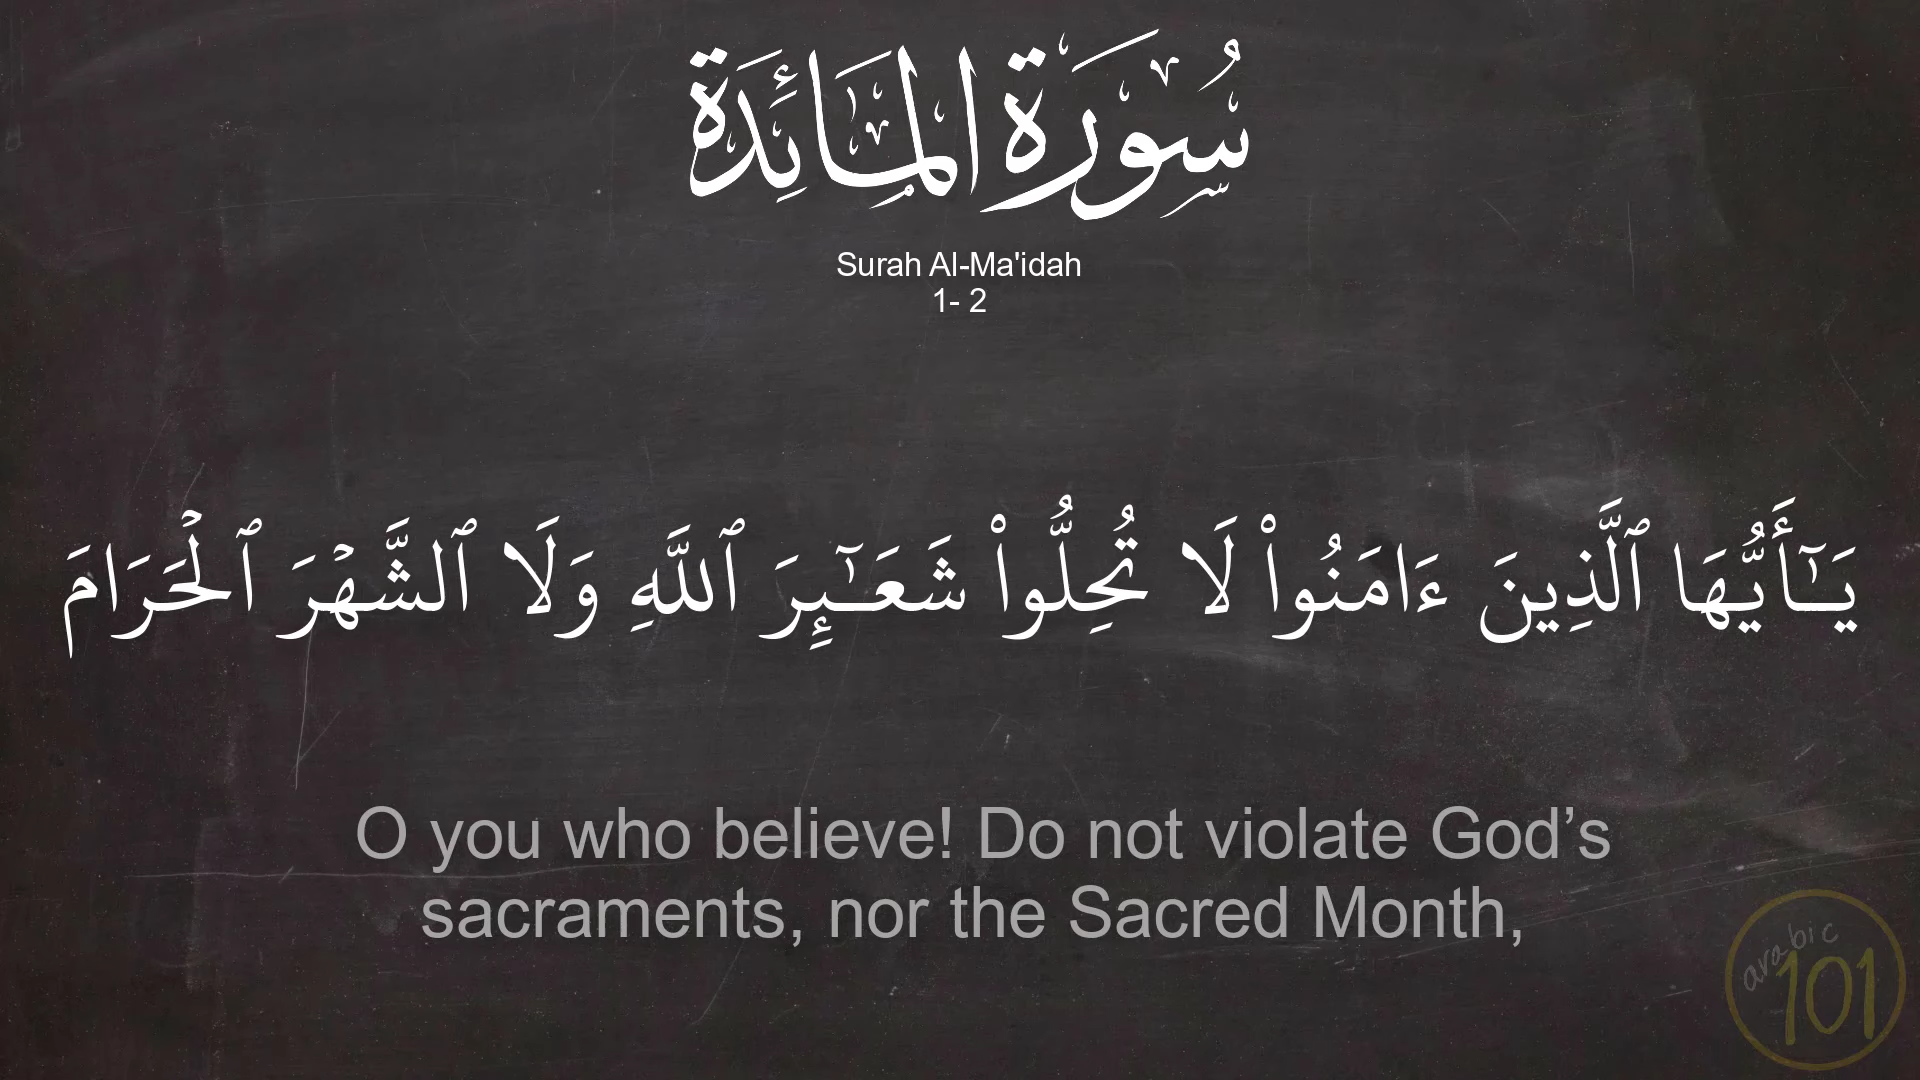 سُورَةُ المَائِدَةِ
Surah Al-Ma'idah
1- 2
يَـٰٓأَيُّهَا ٱلَّذِينَ ءَامَنُوا۟ لَا تُحِلُّوا۟ شَعَـٰٓئِرَ ٱللَّهِ وَلَا ٱلشَّهْرَ ٱلْحَرَامَ
O you who believe! Do not violate God’s
sacraments, nor the Sacred Month,
arabic
101